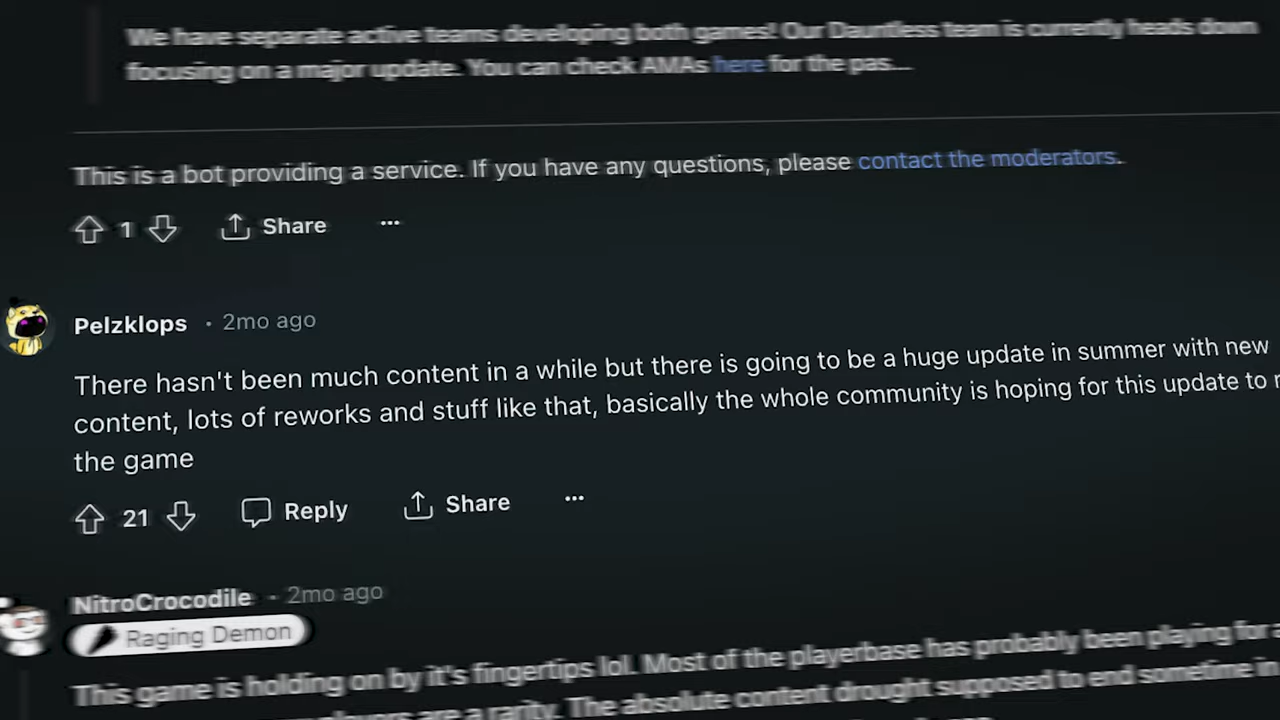 We have separate active teams developing both games! Our Dauntless team is currently heads down
focusing on a major update. You can check AMAs here for the pas...
This is a bot providing a service. If you have any questions, please contact the moderators.
1 Share ...
Pelzklops · 2mo ago
There hasn't been much content in a while but there is going to be a huge update in summer with new
content, lots of reworks and stuff like that, basically the whole community is hoping for this update to
the game
21 Reply Share ...
NitroCrocodile · 2mo ago
Raging Demon
This game is holding on by it's fingertips lol. Most of the playerbase has probably been playing for
are a rarity. The absolute content drought supposed to end sometime in